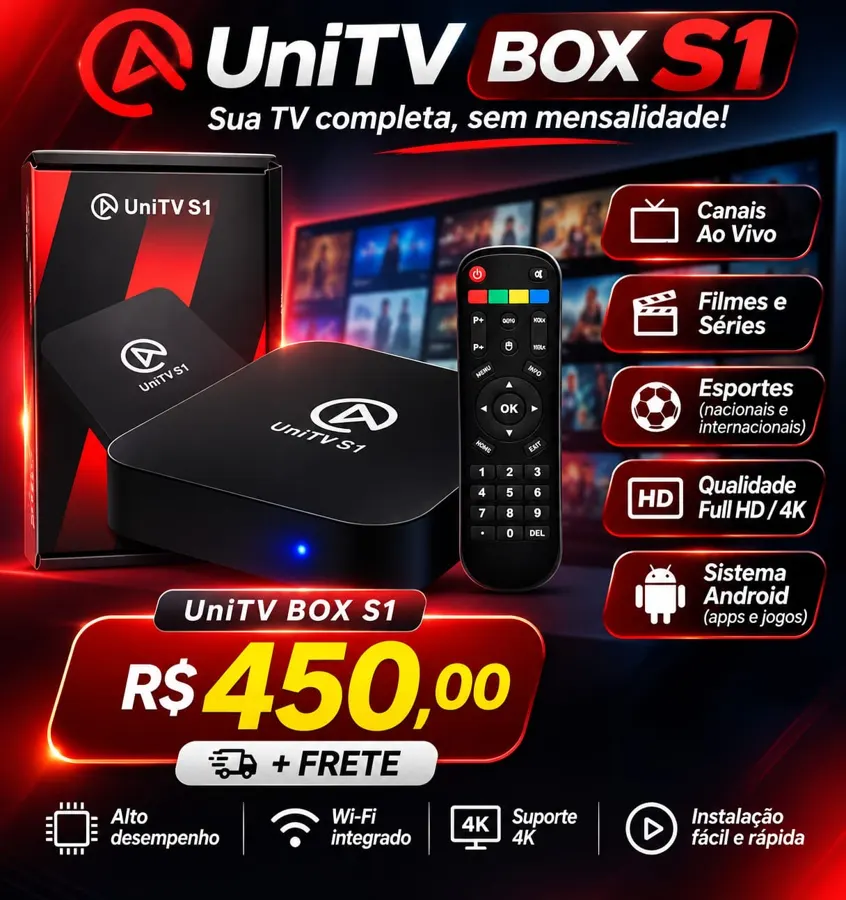 UniTV BOX S1
Sua TV completa, sem mensalidade!
UniTV S1
UniTV S1
UniTV S1
P+
P+
MENU
INFO
OK
HOME
EXIT
1 2 3
4 5 6
7 8 9
. 0 DEL
Canais
Ao Vivo
Filmes e
Séries
Esportes
(nacionais e
internacionais)
HD
Qualidade
Full HD / 4K
Sistema
Android
(apps e jogos)
UniTV BOX S1
R$ 450,00
+ FRETE
Alto
desempenho
Wi-Fi
integrado
4K
Suporte
4K
Instalação
fácil e rápida